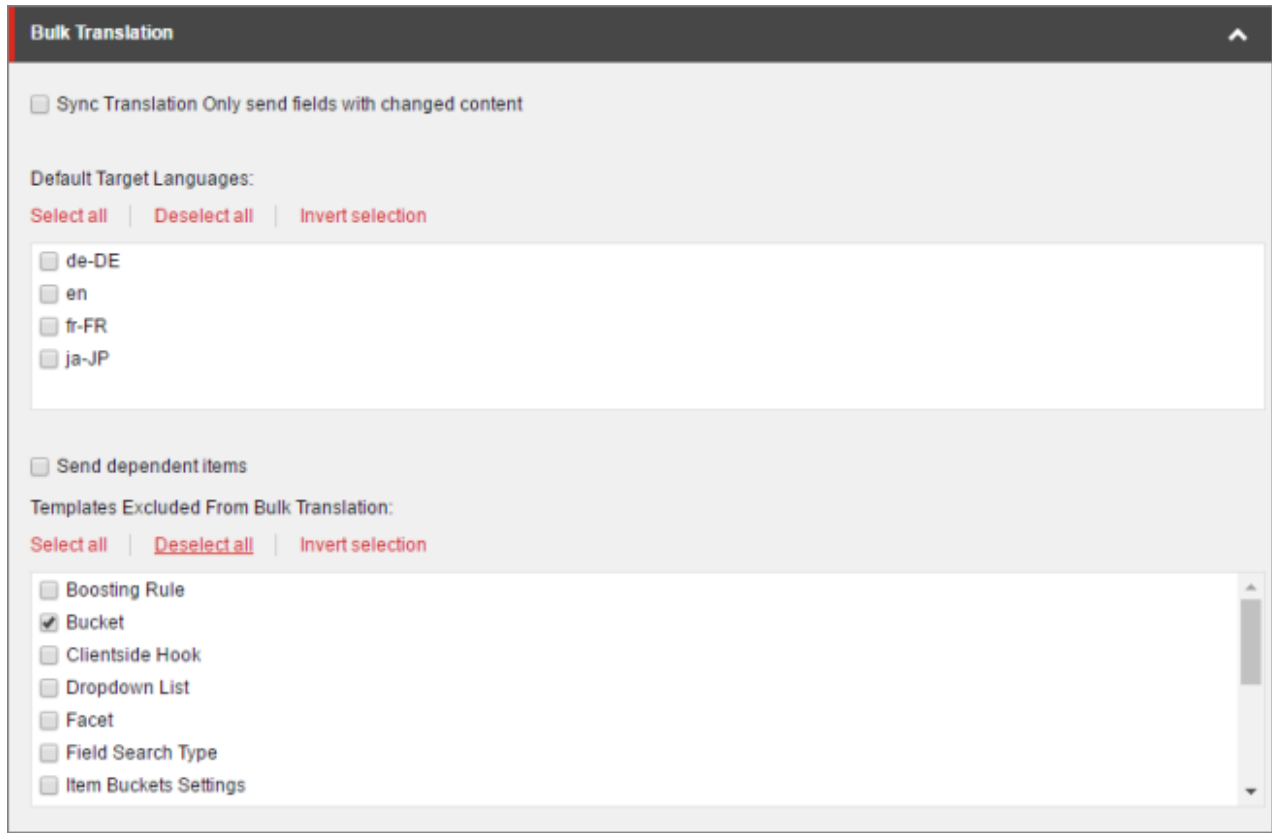 Bulk Translation
Sync Translation Only send fields with changed content
Default Target Languages:
Select all | Deselect all | Invert selection
de-DE
en
fr-FR
ja-JP
Send dependent items
Templates Excluded From Bulk Translation:
Select all | Deselect all | Invert selection
Boosting Rule
Bucket
Clientside Hook
Dropdown List
Facet
Field Search Type
Item Buckets Settings